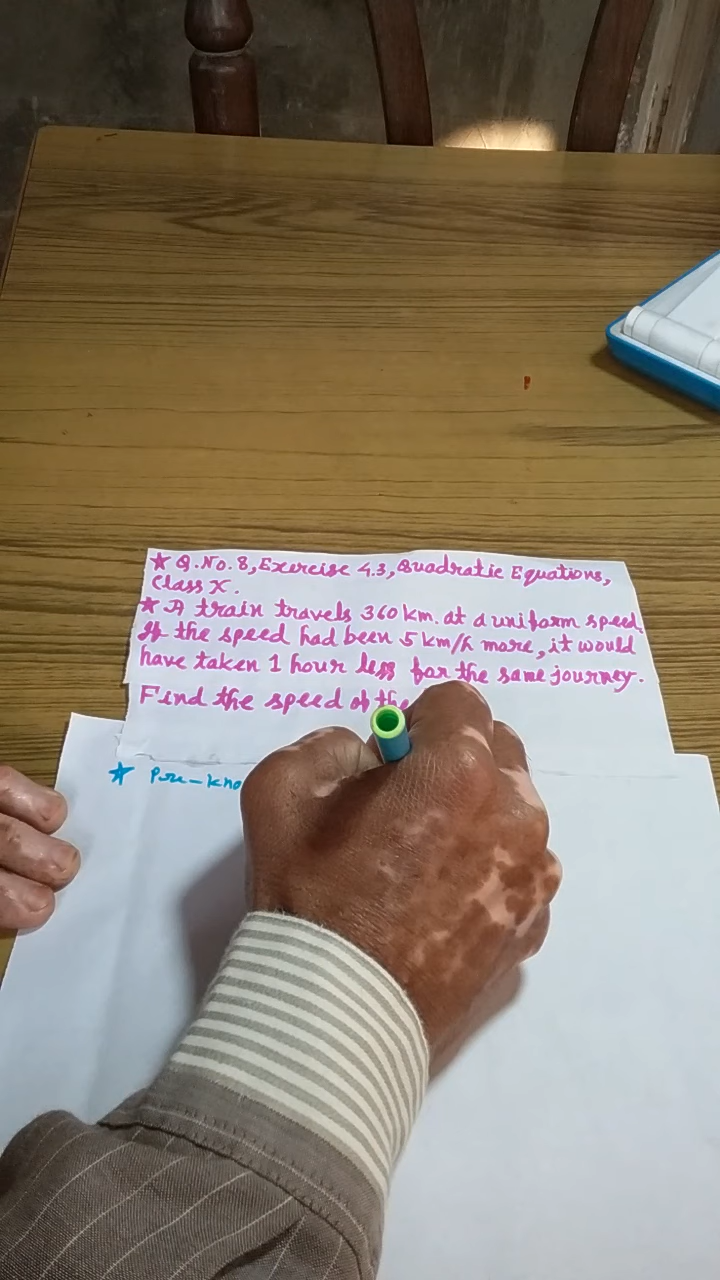 ★ Q.No.8, Exercise 4.3, Quadratic Equations,
Class X.
★ A train travels 360 km. at a uniform speed.
If the speed had been 5 km/h more, it would
have taken 1 hour less for the same journey.
Find the speed of the
★ Pre-kno